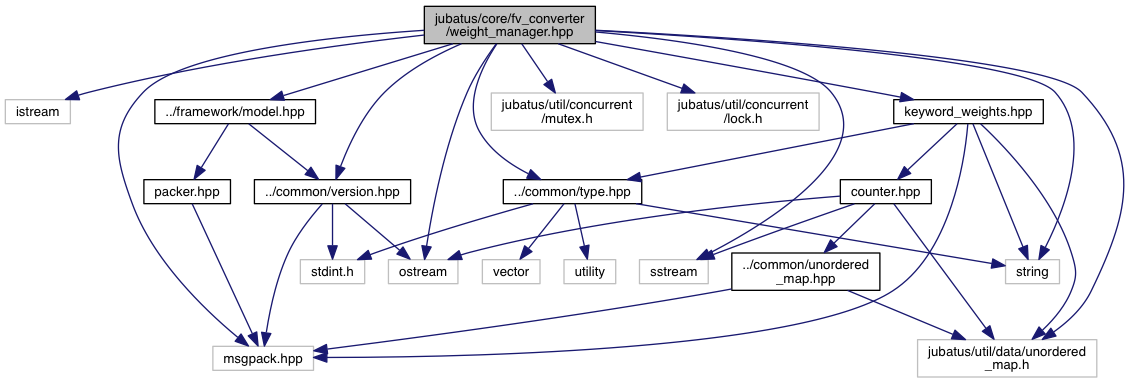 jubatus/core/fv_converter
/weight_manager.hpp
istream
../framework/model.hpp
jubatus/util/concurrent
/mutex.h
jubatus/util/concurrent
/lock.h
keyword_weights.hpp
packer.hpp
../common/version.hpp
../common/type.hpp
counter.hpp
stdint.h
ostream
vector
utility
sstream
../common/unordered
_map.hpp
string
msgpack.hpp
jubatus/util/data/unordered
_map.h